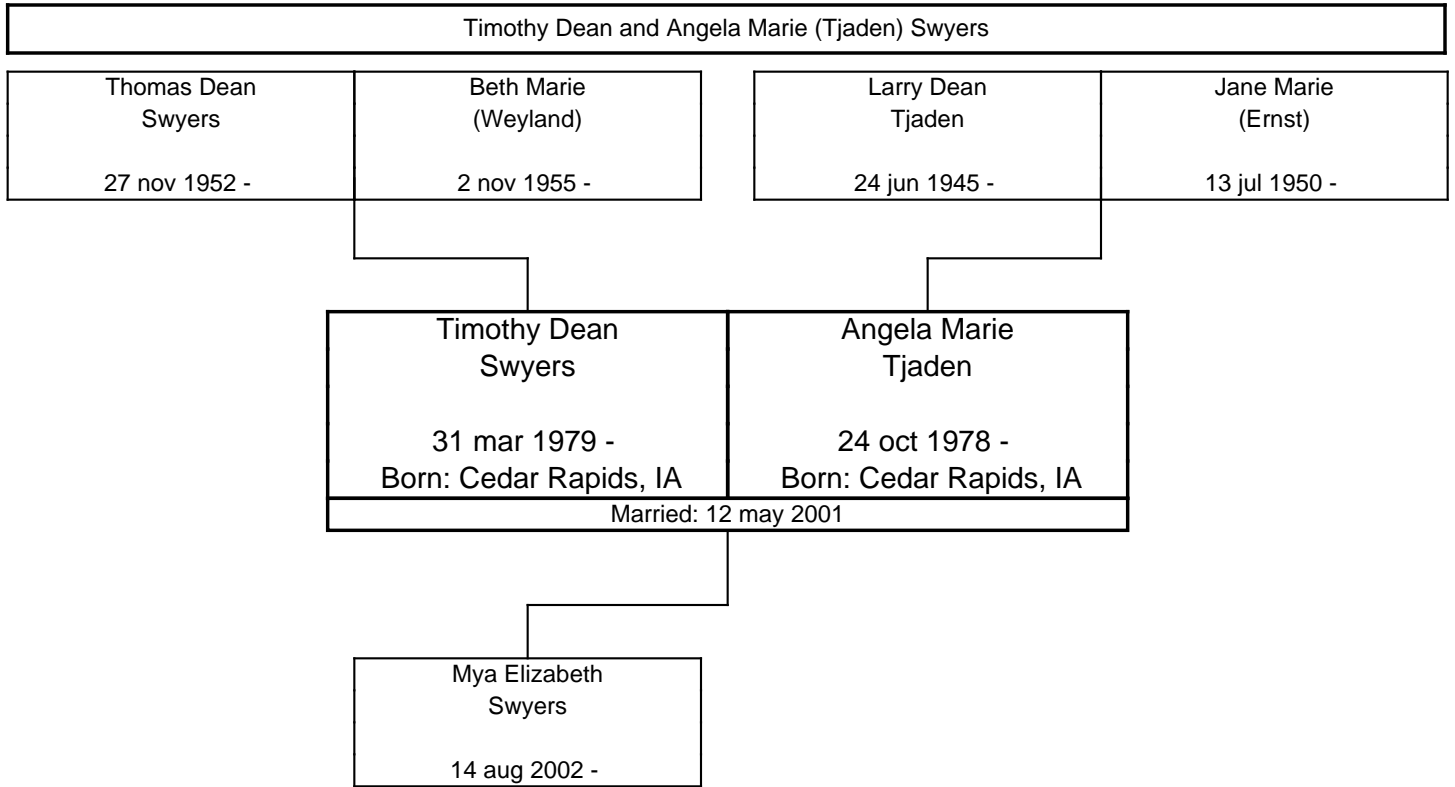 Timothy Dean and Angela Marie (Tjaden) Swyers
Thomas Dean
Swyers
27 nov 1952 -
Beth Marie
(Weyland)
2 nov 1955 -
Larry Dean
Tjaden
24 jun 1945 -
Jane Marie
(Ernst)
13 jul 1950 -
Timothy Dean
Swyers
31 mar 1979 -
Born: Cedar Rapids, IA
Angela Marie
Tjaden
24 oct 1978 -
Born: Cedar Rapids, IA
Married: 12 may 2001
Mya Elizabeth
Swyers
14 aug 2002 -